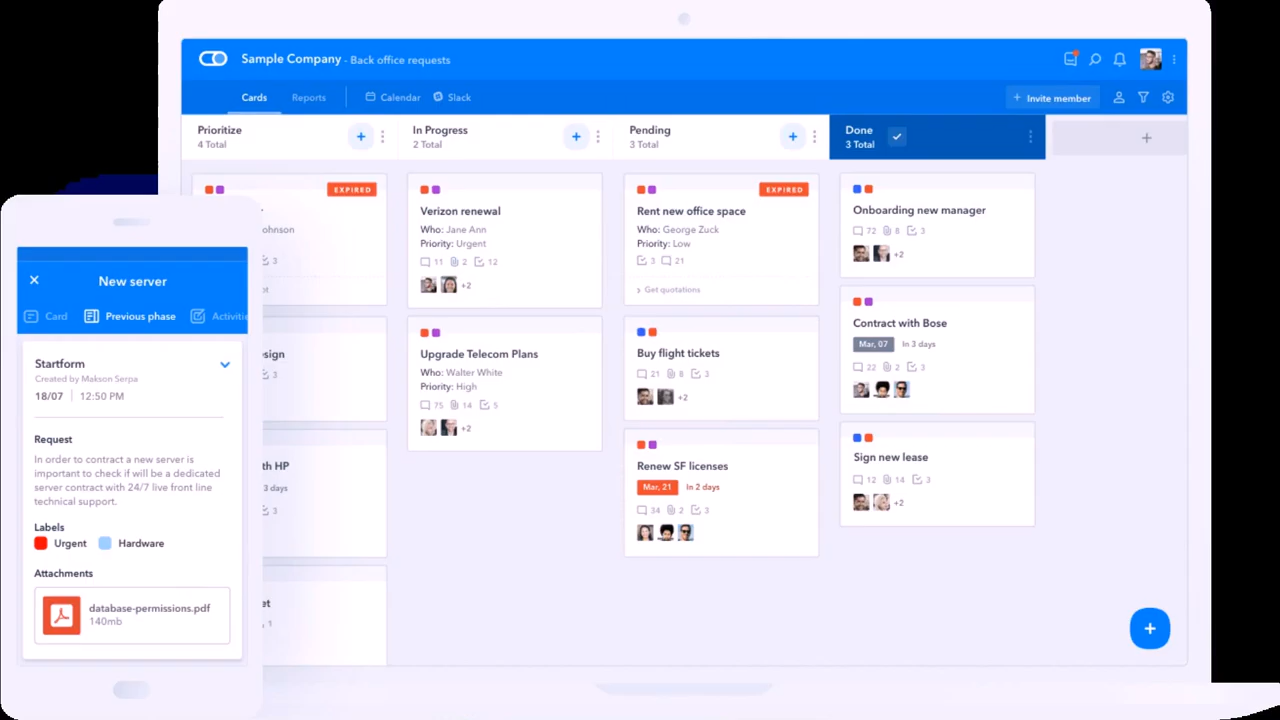 Sample Company - Back office requests
Cards Reports Calendar Slack
+ Invite member
Prioritize
4 Total
In Progress
2 Total
Pending
3 Total
Done
3 Total
EXPIRED
ohnson
3
esign
3
th HP
3 days
3
et
1
Verizon renewal
Who: Jane Ann
Priority: Urgent
11 2 12
+2
Upgrade Telecom Plans
Who: Walter White
Priority: High
75 14 5
+2
EXPIRED
Rent new office space
Who: George Zuck
Priority: Low
3 21
Get quotations
Buy flight tickets
21 8 3
+2
Renew SF licenses
Mar, 21 In 2 days
34 2 3
Onboarding new manager
72 8 3
+2
Contract with Bose
Mar, 07 In 3 days
22 2 3
Sign new lease
12 14 3
+2
New server
Card Previous phase Activitie
Startform
Created by Makson Serpa
18/07 12:50 PM
Request
In order to contract a new server is
important to check if will be a dedicated
server contract with 24/7 live front line
technical support.
Labels
Urgent Hardware
Attachments
database-permissions.pdf
140mb